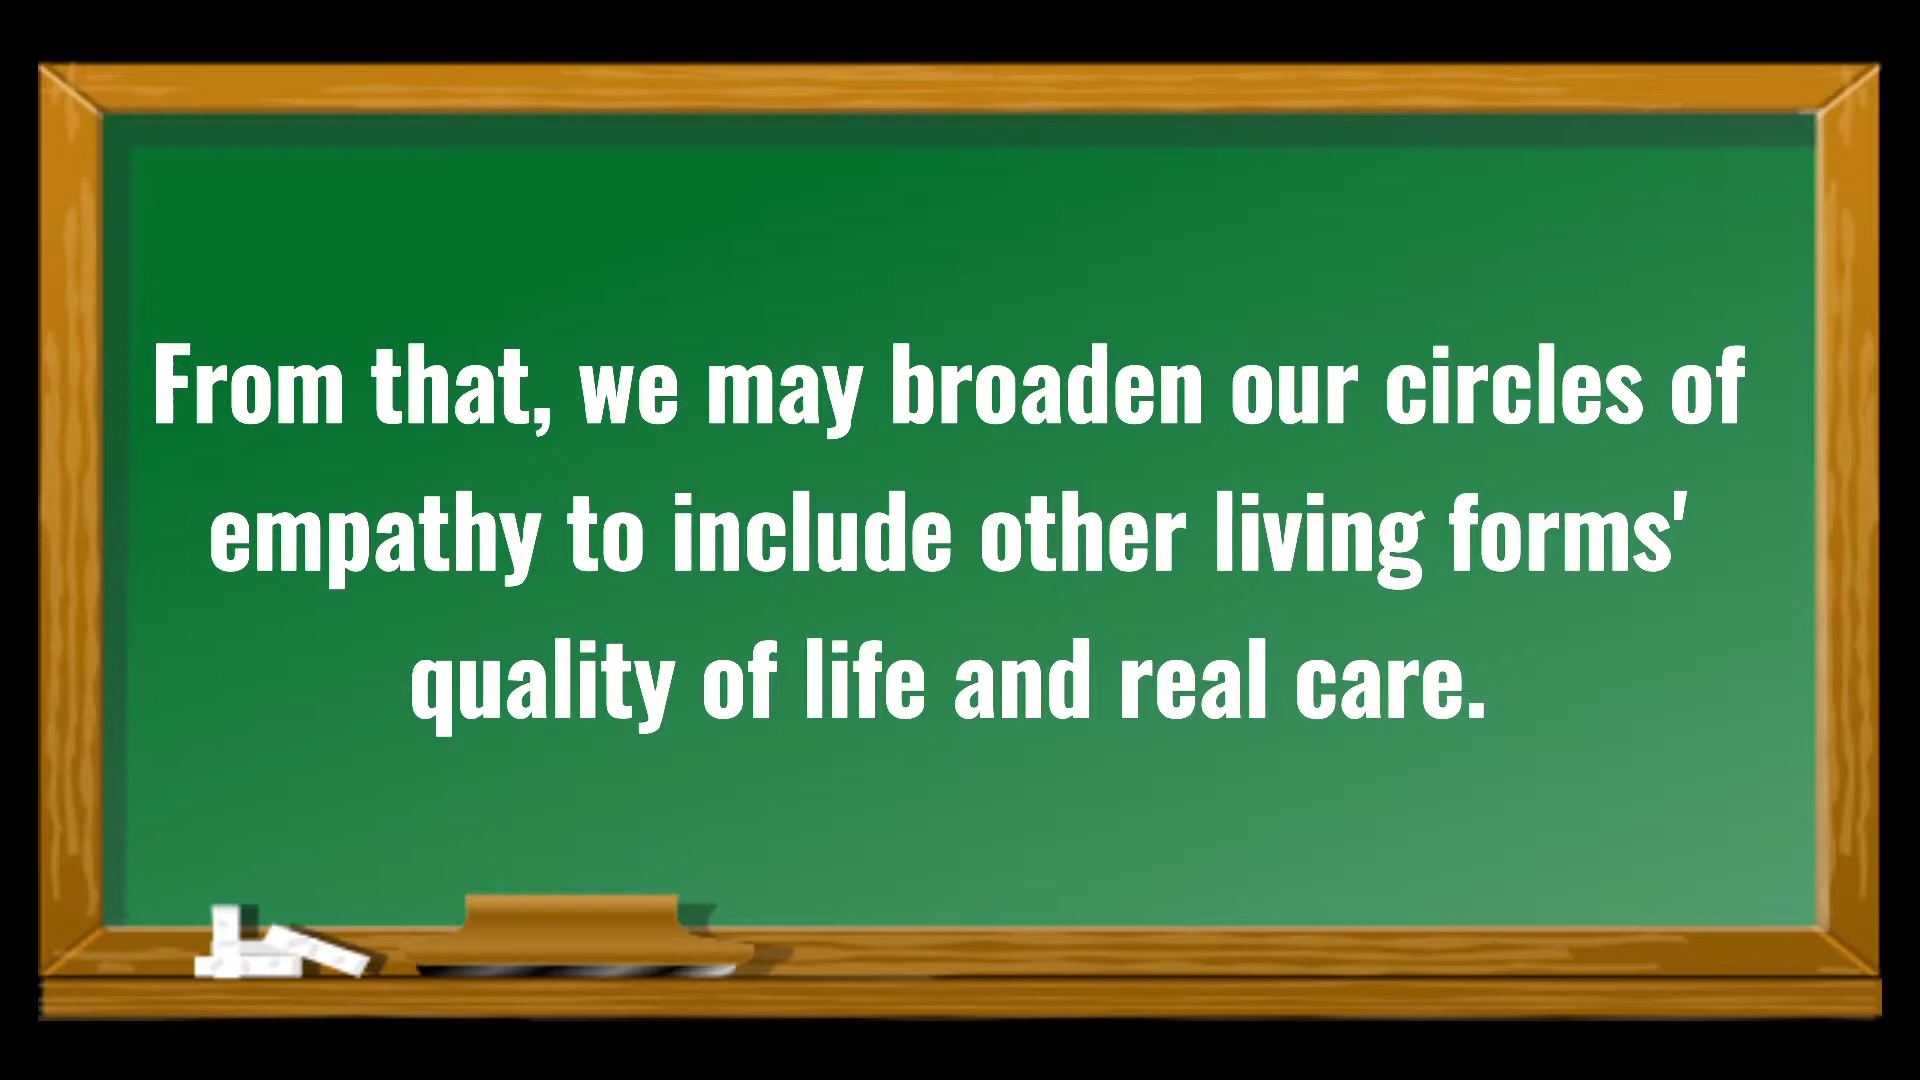 From that, we may broaden our circles of
empathy to include other living forms'
quality of life and real care.